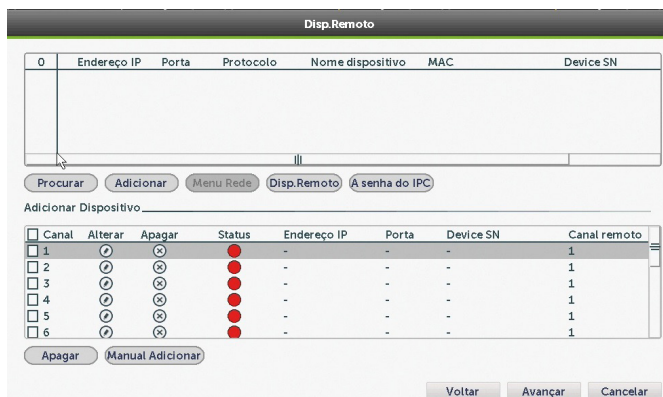 Disp.Remoto
0 Endereço IP Porta Protocolo Nome dispositivo MAC Device SN
Procurar Adicionar Menu Rede Disp.Remoto A senha do IPC
Adicionar Dispositivo
Canal Alterar Apagar Status Endereço IP Porta Device SN Canal remoto
1 - - - 1
2 - - - 1
3 - - - 1
4 - - - 1
5 - - - 1
6 - - - 1
Apagar Manual Adicionar
Voltar Avançar Cancelar